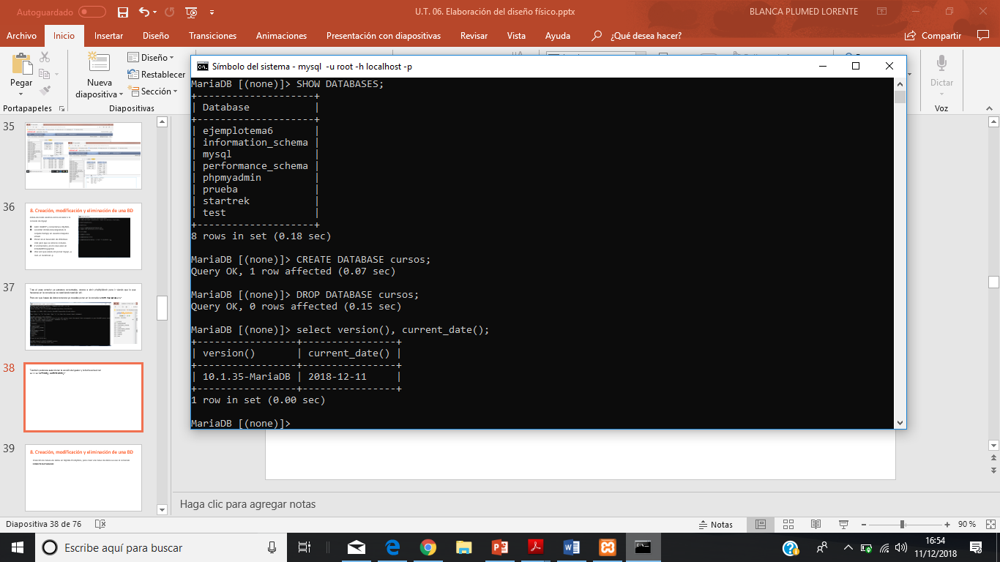 Autoguardado
U.T. 06. Elaboración del diseño físico.pptx
BLANCA PLUMED LORENTE
Archivo Inicio Insertar Diseño Transiciones Animaciones Presentación con diapositivas Revisar Vista Ayuda ¿Qué desea hacer? Compartir
Pegar
Portapapeles
Nueva
diapositiva
Diseño
Restablecer
Sección
Diapositivas
Dictar
Voz
Símbolo del sistema - mysql -u root -h localhost -p
MariaDB [(none)]> SHOW DATABASES;
+--------------------+
| Database |
+--------------------+
| ejemplotema6 |
| information_schema |
| mysql |
| performance_schema |
| phpmyadmin |
| prueba |
| startrek |
| test |
+--------------------+
8 rows in set (0.18 sec)
MariaDB [(none)]> CREATE DATABASE cursos;
Query OK, 1 row affected (0.07 sec)
MariaDB [(none)]> DROP DATABASE cursos;
Query OK, 0 rows affected (0.15 sec)
MariaDB [(none)]> select version(), current_date();
+-----------------+----------------+
| version() | current_date() |
+-----------------+----------------+
| 10.1.35-MariaDB | 2018-12-11 |
+-----------------+----------------+
1 row in set (0.00 sec)
MariaDB [(none)]>
35
36
8. Creación, modificación y eliminación de una BD
37
38
39
8. Creación, modificación y eliminación de una BD
Haga clic para agregar notas
Diapositiva 38 de 76
Notas
90 %
Escribe aquí para buscar
16:54
11/12/2018